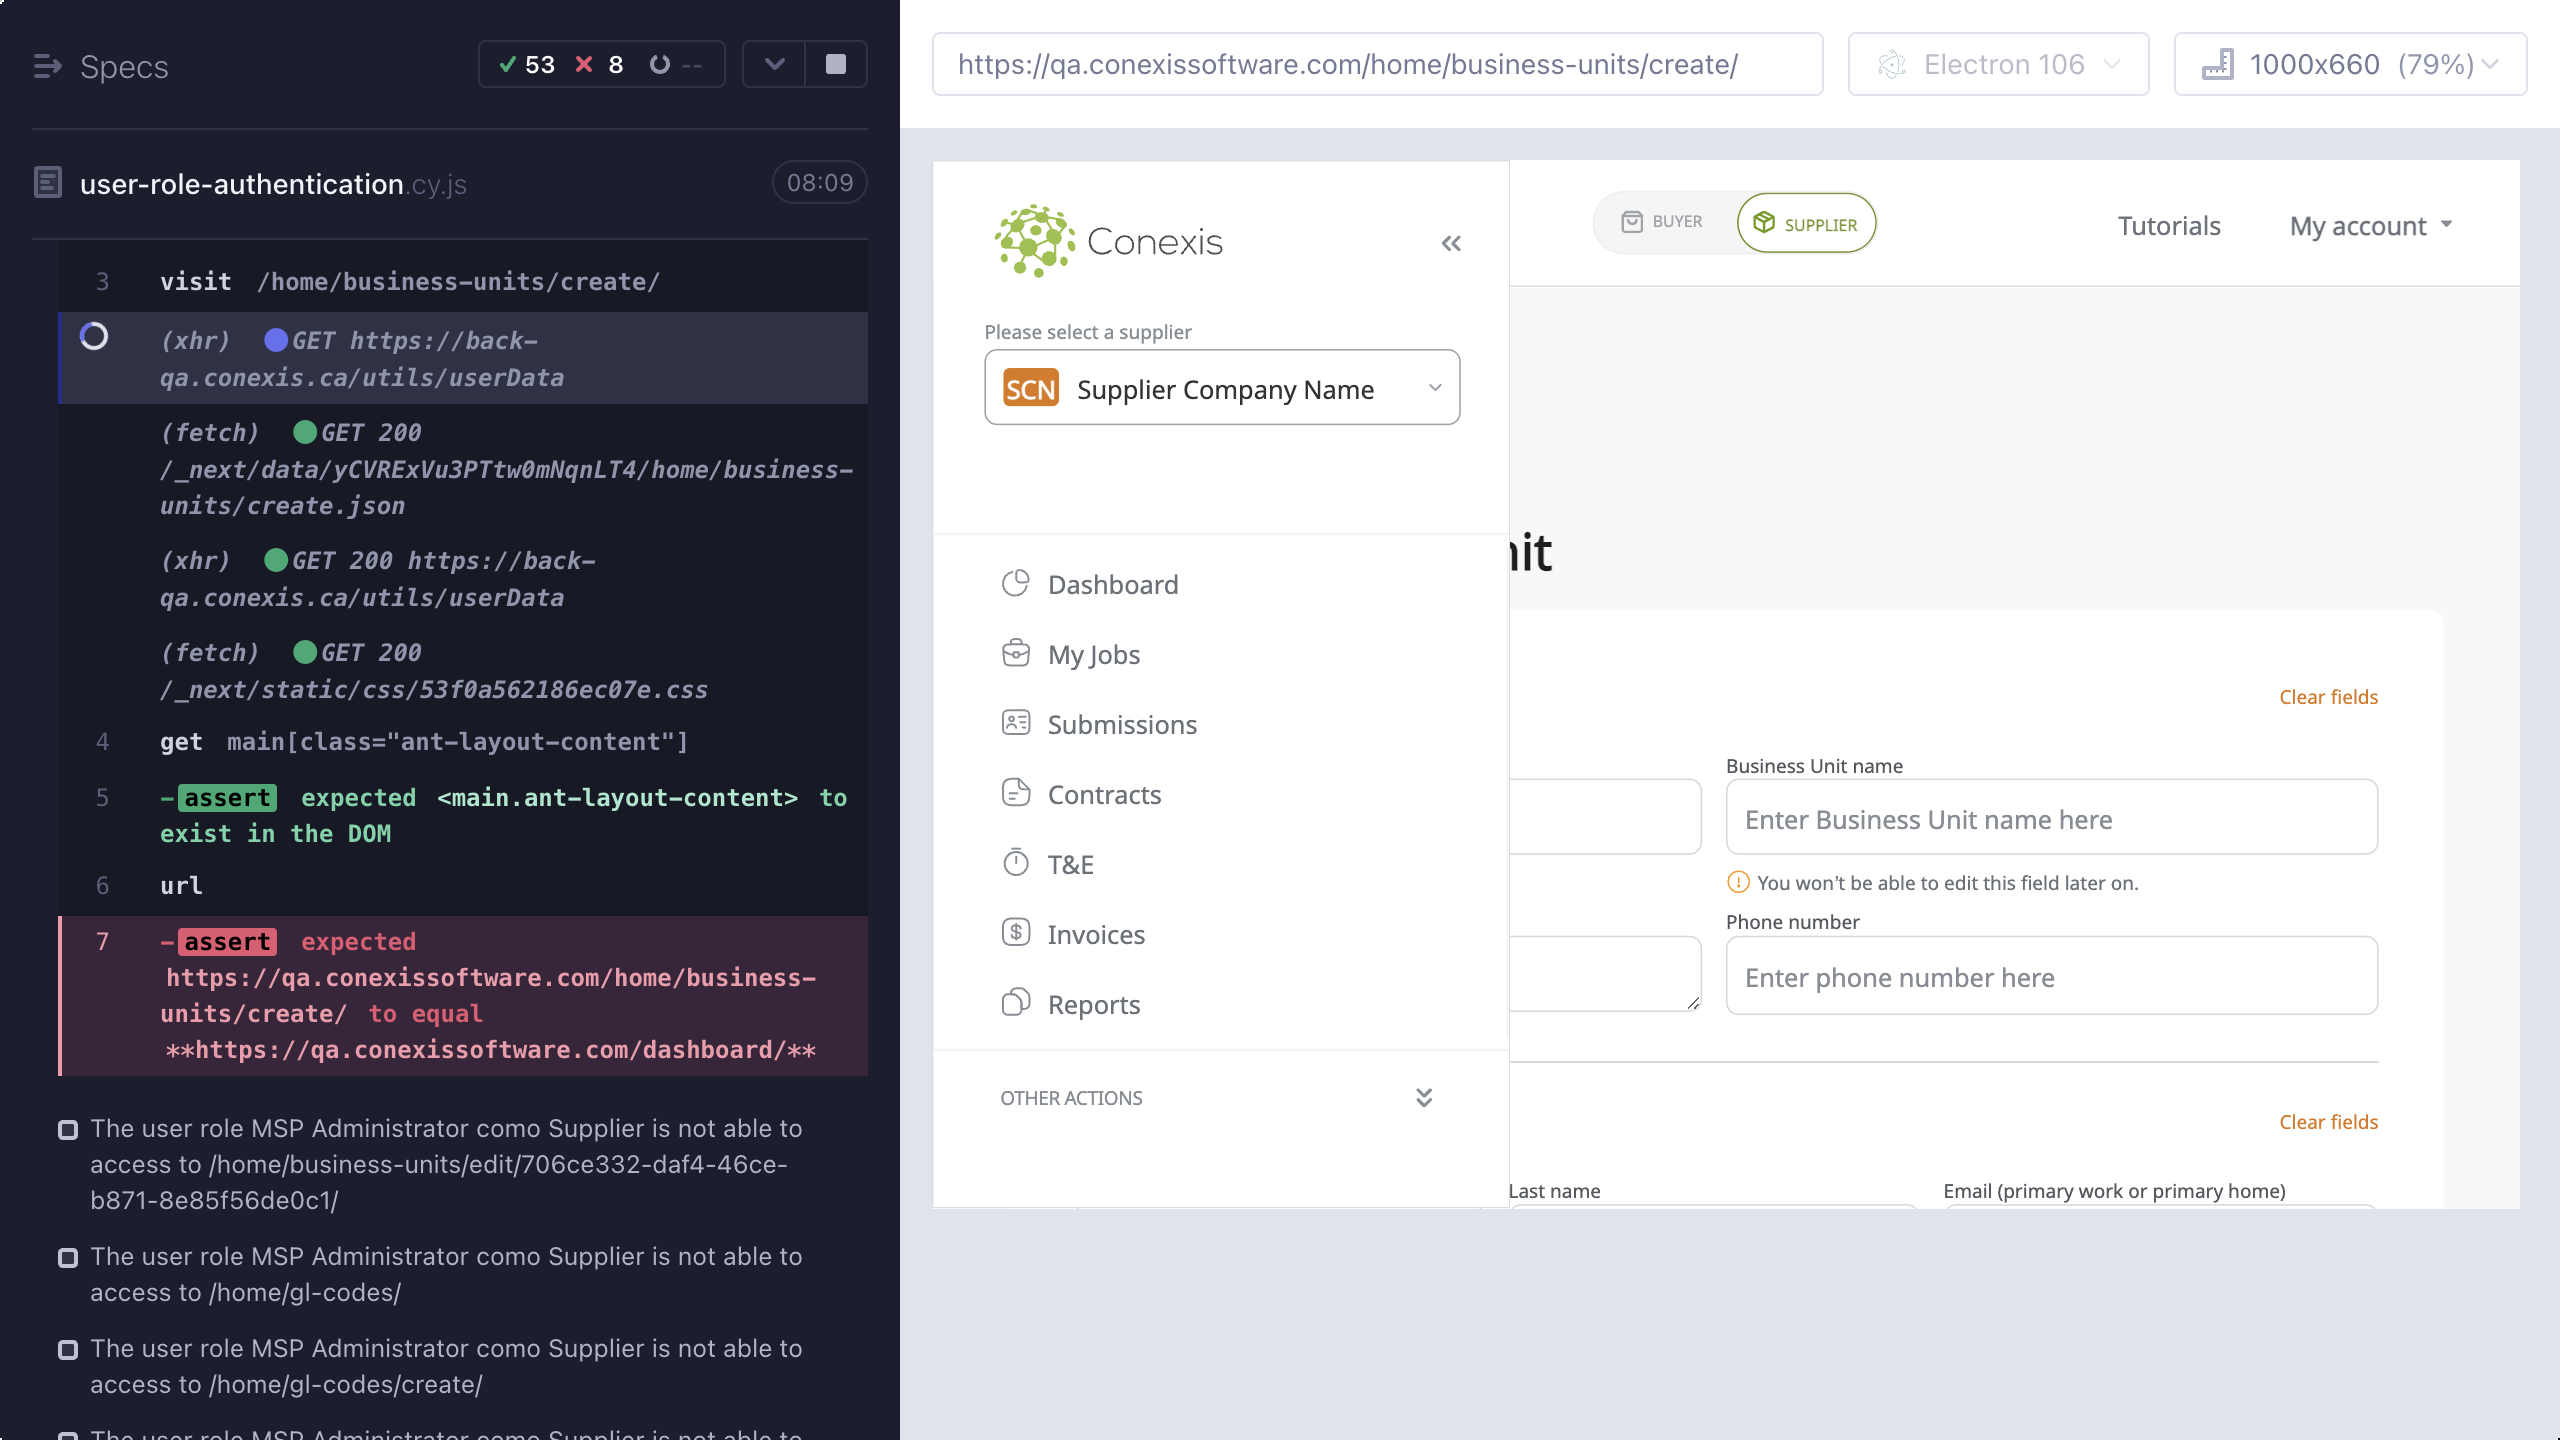 Specs
53 8 --
user-role-authentication.cy.js 08:09
3 visit /home/business-units/create/
(xhr) GET https://back-
qa.conexis.ca/utils/userData
(fetch) GET 200
/_next/data/yCVRExVu3PTtw0mNqnLT4/home/business-
units/create.json
(xhr) GET 200 https://back-
qa.conexis.ca/utils/userData
(fetch) GET 200
/_next/static/css/53f0a562186ec07e.css
4 get main[class="ant-layout-content"]
5 -assert expected <main.ant-layout-content> to
exist in the DOM
6 url
7 -assert expected
https://qa.conexissoftware.com/home/business-
units/create/ to equal
**https://qa.conexissoftware.com/dashboard/**
The user role MSP Administrator como Supplier is not able to
access to /home/business-units/edit/706ce332-daf4-46ce-
b871-8e85f56de0c1/
The user role MSP Administrator como Supplier is not able to
access to /home/gl-codes/
The user role MSP Administrator como Supplier is not able to
access to /home/gl-codes/create/
The user role MSP Administrator como Supplier is not able to
https://qa.conexissoftware.com/home/business-units/create/
Electron 106
1000x660 (79%)
Conexis
Please select a supplier
SCN Supplier Company Name
Dashboard
My Jobs
Submissions
Contracts
T&E
Invoices
Reports
OTHER ACTIONS
BUYER
SUPPLIER
Tutorials
My account
nit
Clear fields
Business Unit name
Enter Business Unit name here
You won't be able to edit this field later on.
Phone number
Enter phone number here
Clear fields
Last name
Email (primary work or primary home)